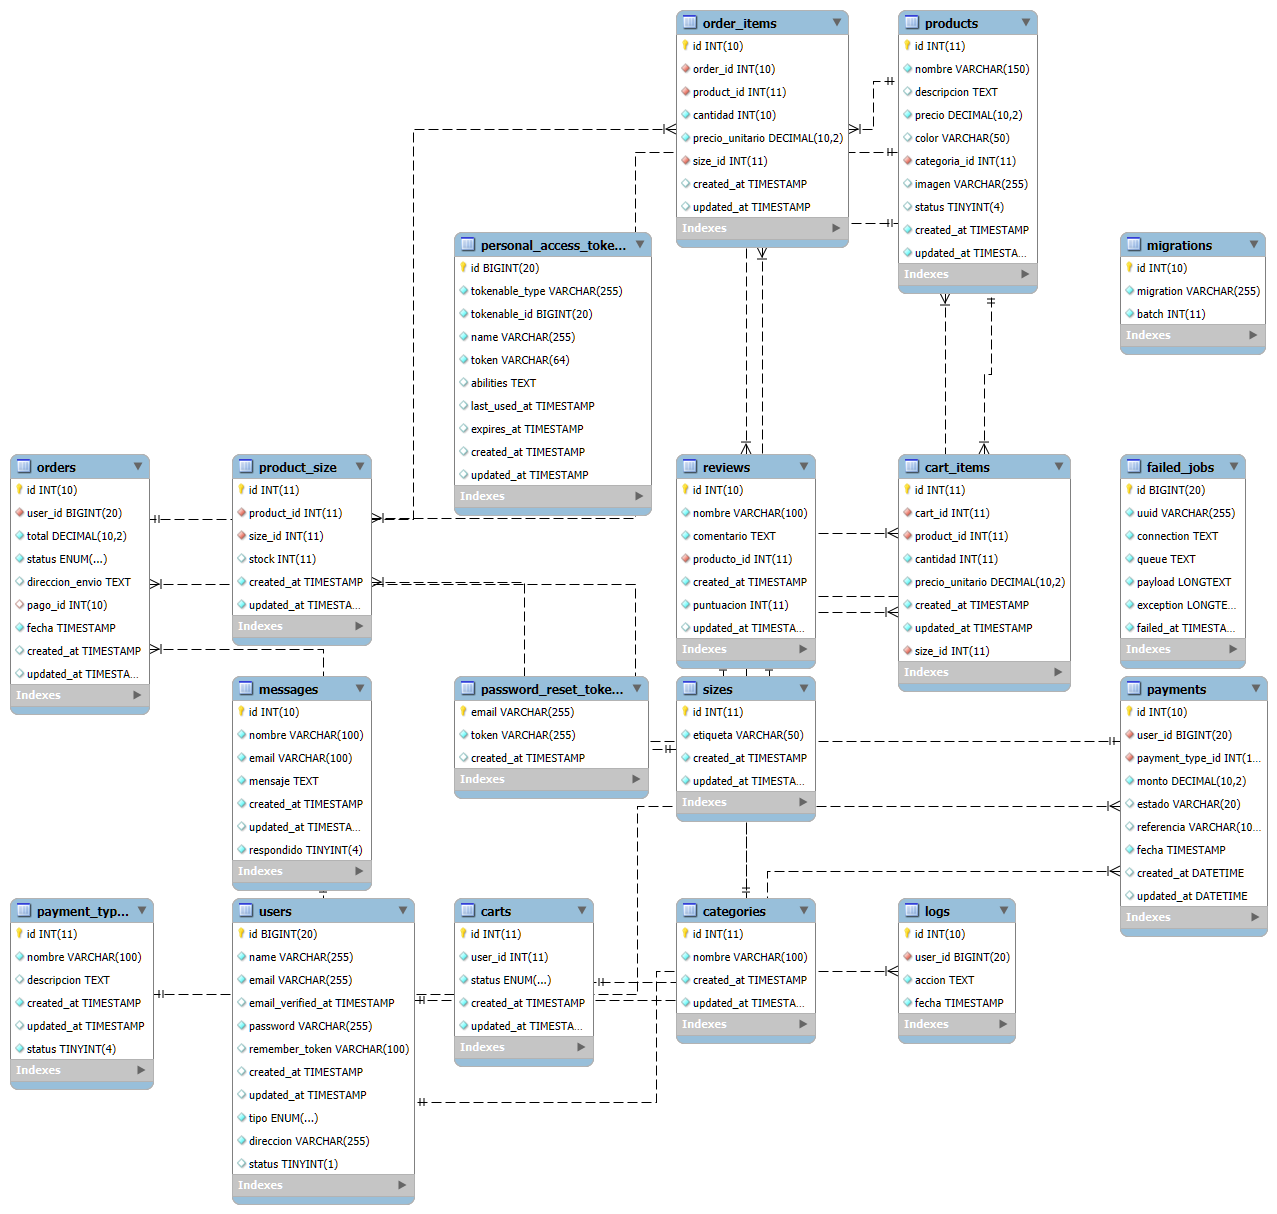 order_items
id INT(10)
order_id INT(10)
product_id INT(11)
cantidad INT(10)
precio_unitario DECIMAL(10,2)
size_id INT(11)
created_at TIMESTAMP
updated_at TIMESTAMP
Indexes
products
id INT(11)
nombre VARCHAR(150)
descripcion TEXT
precio DECIMAL(10,2)
color VARCHAR(50)
categoria_id INT(11)
imagen VARCHAR(255)
status TINYINT(4)
created_at TIMESTAMP
updated_at TIMESTA...
Indexes
personal_access_toke...
id BIGINT(20)
tokenable_type VARCHAR(255)
tokenable_id BIGINT(20)
name VARCHAR(255)
token VARCHAR(64)
abilities TEXT
last_used_at TIMESTAMP
expires_at TIMESTAMP
created_at TIMESTAMP
updated_at TIMESTAMP
Indexes
migrations
id INT(10)
migration VARCHAR(255)
batch INT(11)
Indexes
orders
id INT(10)
user_id BIGINT(20)
total DECIMAL(10,2)
status ENUM(...)
direccion_envio TEXT
pago_id INT(10)
fecha TIMESTAMP
created_at TIMESTAMP
updated_at TIMESTA...
Indexes
product_size
id INT(11)
product_id INT(11)
size_id INT(11)
stock INT(11)
created_at TIMESTAMP
updated_at TIMESTA...
Indexes
reviews
id INT(10)
nombre VARCHAR(100)
comentario TEXT
producto_id INT(11)
created_at TIMESTAMP
puntuacion INT(11)
updated_at TIMESTAMP
Indexes
cart_items
id INT(11)
cart_id INT(11)
product_id INT(11)
cantidad INT(11)
precio_unitario DECIMAL(10,2)
created_at TIMESTAMP
updated_at TIMESTAMP
size_id INT(11)
Indexes
failed_jobs
id BIGINT(20)
uuid VARCHAR(255)
connection TEXT
queue TEXT
payload LONGTEXT
exception LONGTE...
failed_at TIMESTA...
Indexes
messages
id INT(10)
nombre VARCHAR(100)
email VARCHAR(100)
mensaje TEXT
created_at TIMESTAMP
updated_at TIMESTA...
respondido TINYINT(4)
Indexes
password_reset_toke...
email VARCHAR(255)
token VARCHAR(255)
created_at TIMESTAMP
Indexes
sizes
id INT(11)
etiqueta VARCHAR(50)
created_at TIMESTAMP
updated_at TIMESTA...
Indexes
payments
id INT(10)
user_id BIGINT(20)
payment_type_id INT(1...
monto DECIMAL(10,2)
estado VARCHAR(20)
referencia VARCHAR(10...
fecha TIMESTAMP
created_at DATETIME
updated_at DATETIME
Indexes
payment_typ...
id INT(11)
nombre VARCHAR(100)
descripcion TEXT
created_at TIMESTAMP
updated_at TIMESTAMP
status TINYINT(4)
Indexes
users
id BIGINT(20)
name VARCHAR(255)
email VARCHAR(255)
email_verified_at TIMESTAMP
password VARCHAR(255)
remember_token VARCHAR(100)
created_at TIMESTAMP
updated_at TIMESTAMP
tipo ENUM(...)
direccion VARCHAR(255)
status TINYINT(1)
Indexes
carts
id INT(11)
user_id INT(11)
status ENUM(...)
created_at TIMESTAMP
updated_at TIMESTA...
Indexes
categories
id INT(11)
nombre VARCHAR(100)
created_at TIMESTAMP
updated_at TIMESTA...
Indexes
logs
id INT(10)
user_id BIGINT(20)
accion TEXT
fecha TIMESTAMP
Indexes